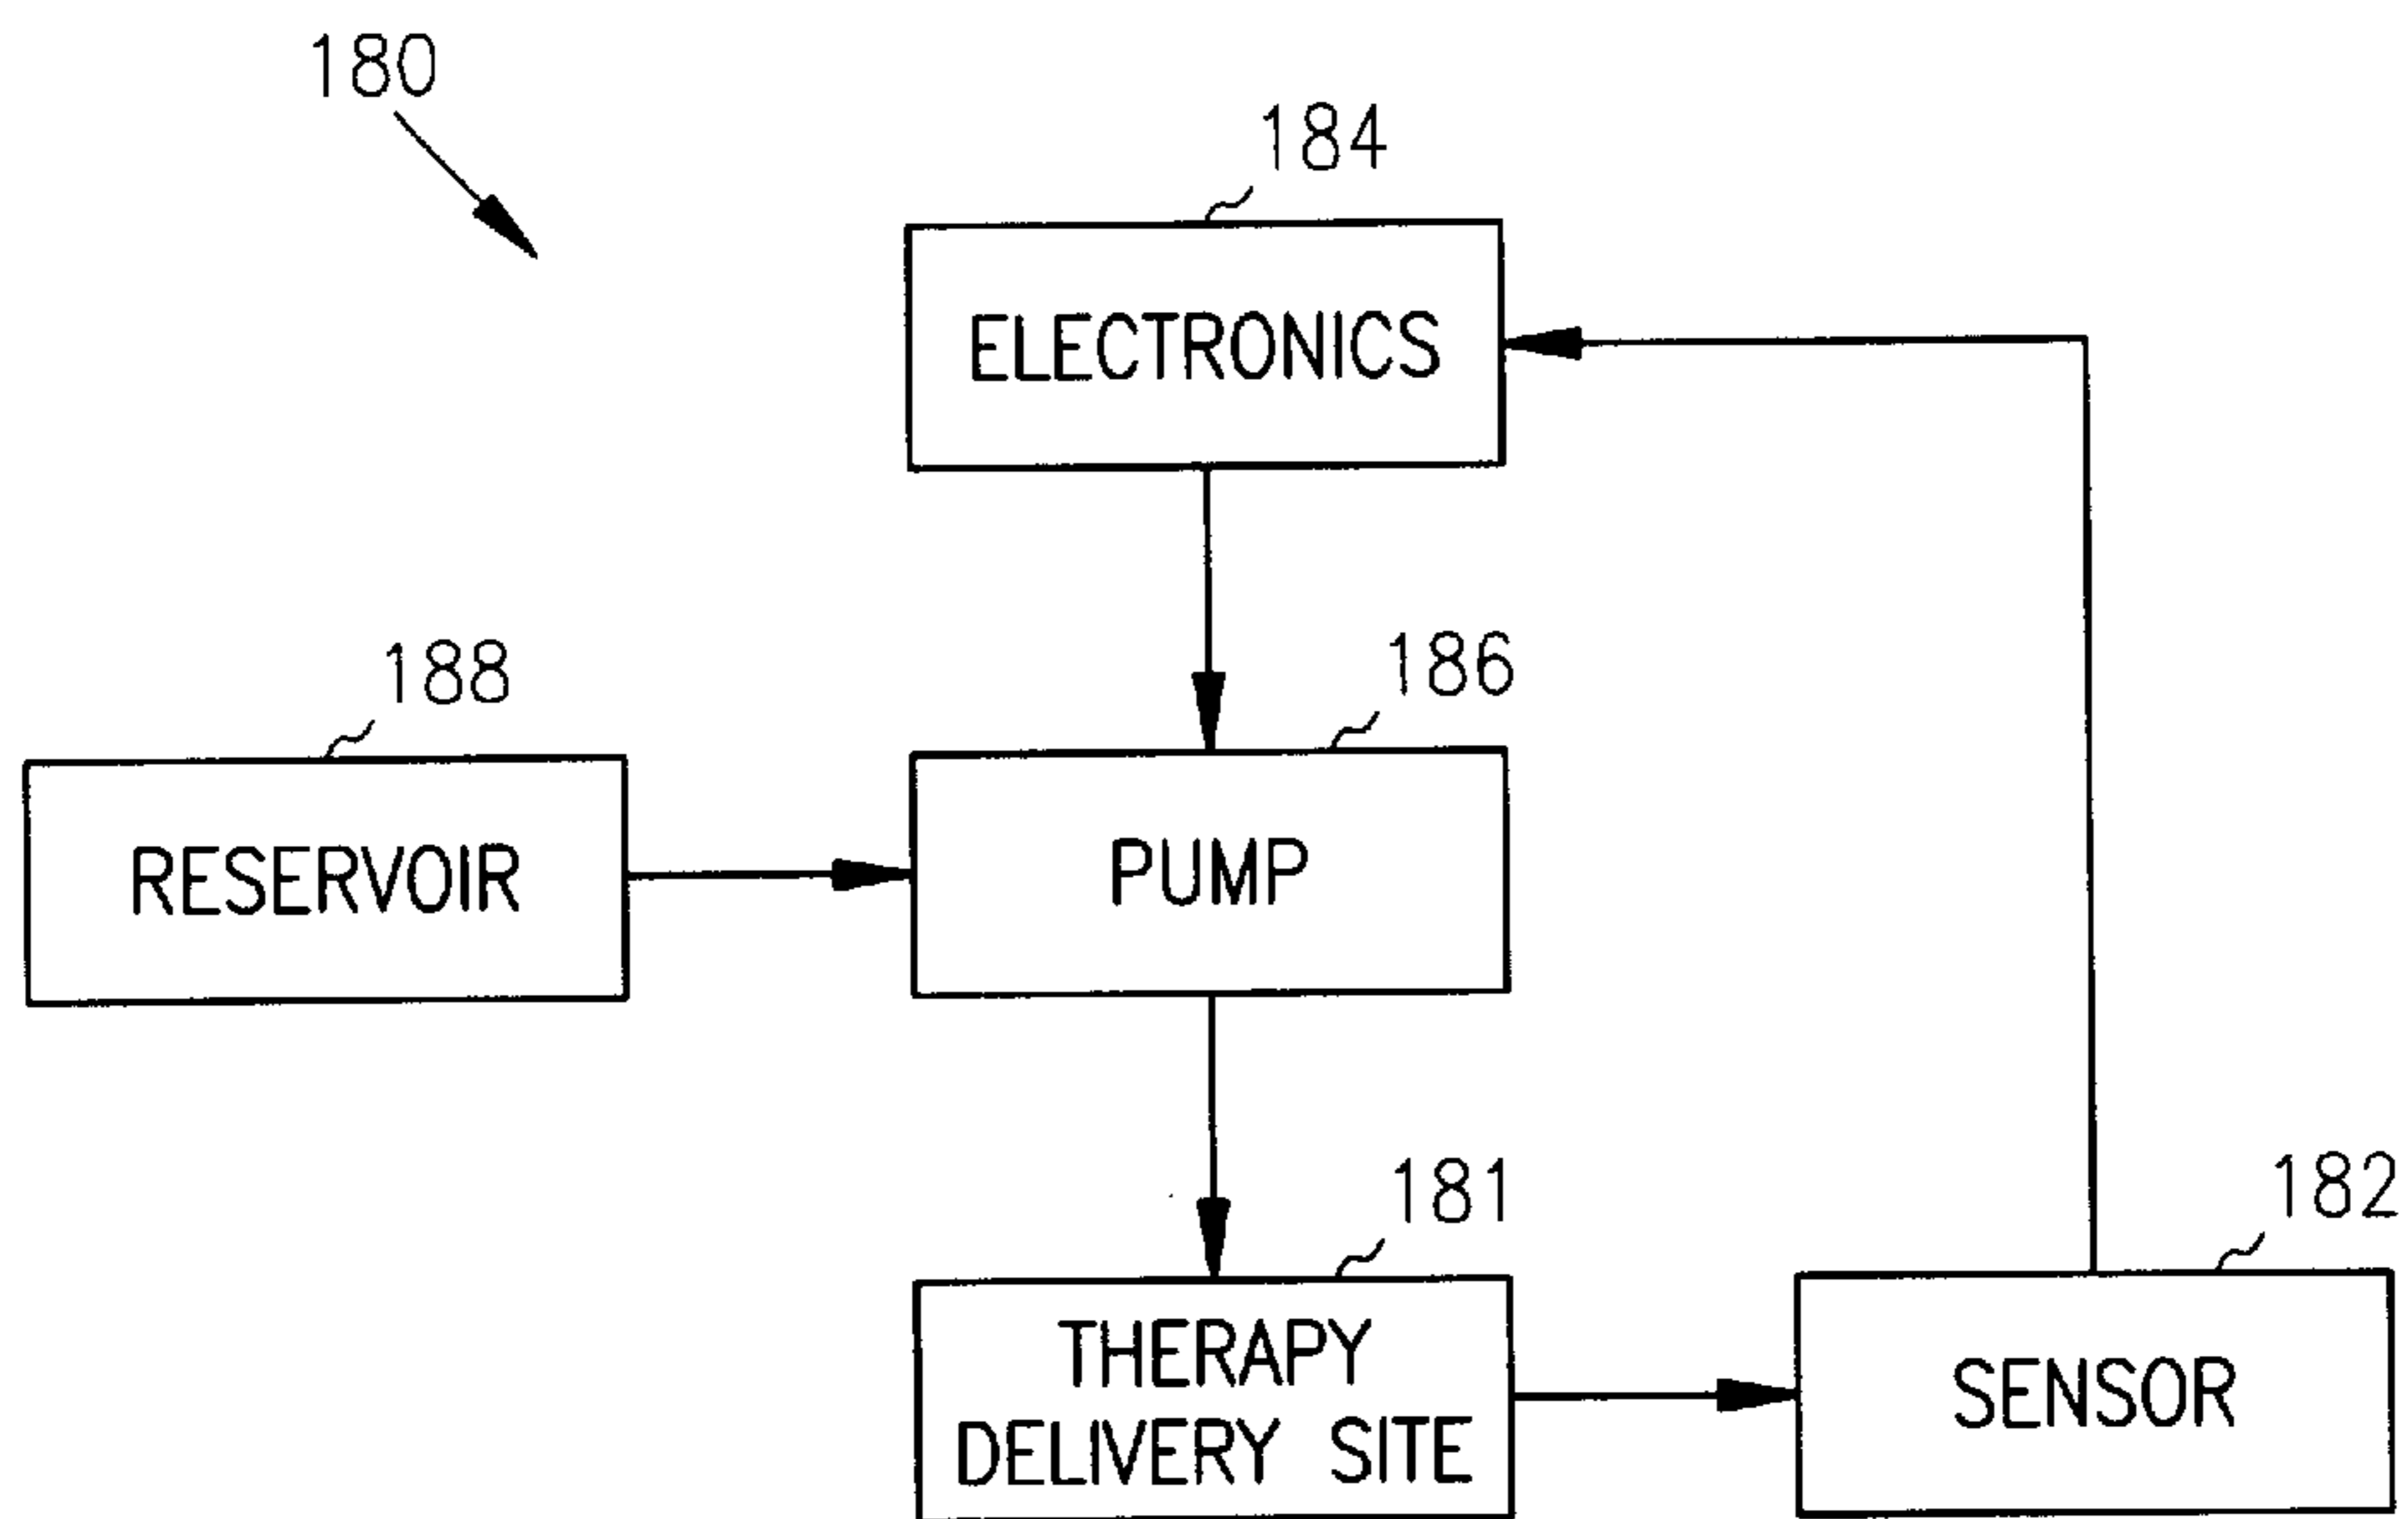 180
184
ELECTRONICS
188
186
RESERVOIR
PUMP
181
182
THERAPY
DELIVERY SITE
SENSOR